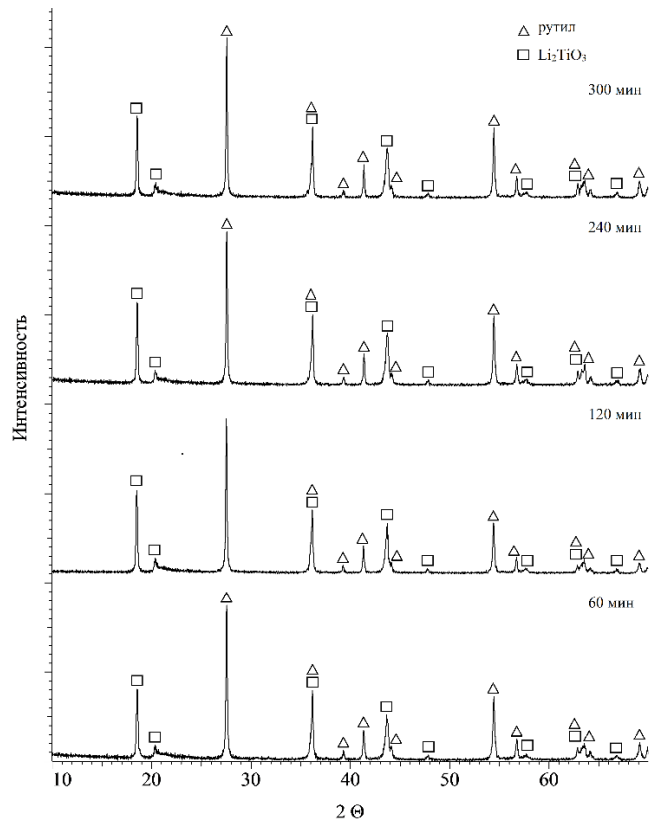 рутил
Li₂TiO₃
300 мин
240 мин
120 мин
60 мин
Интенсивность
10 20 30 40 50 60
2 Θ